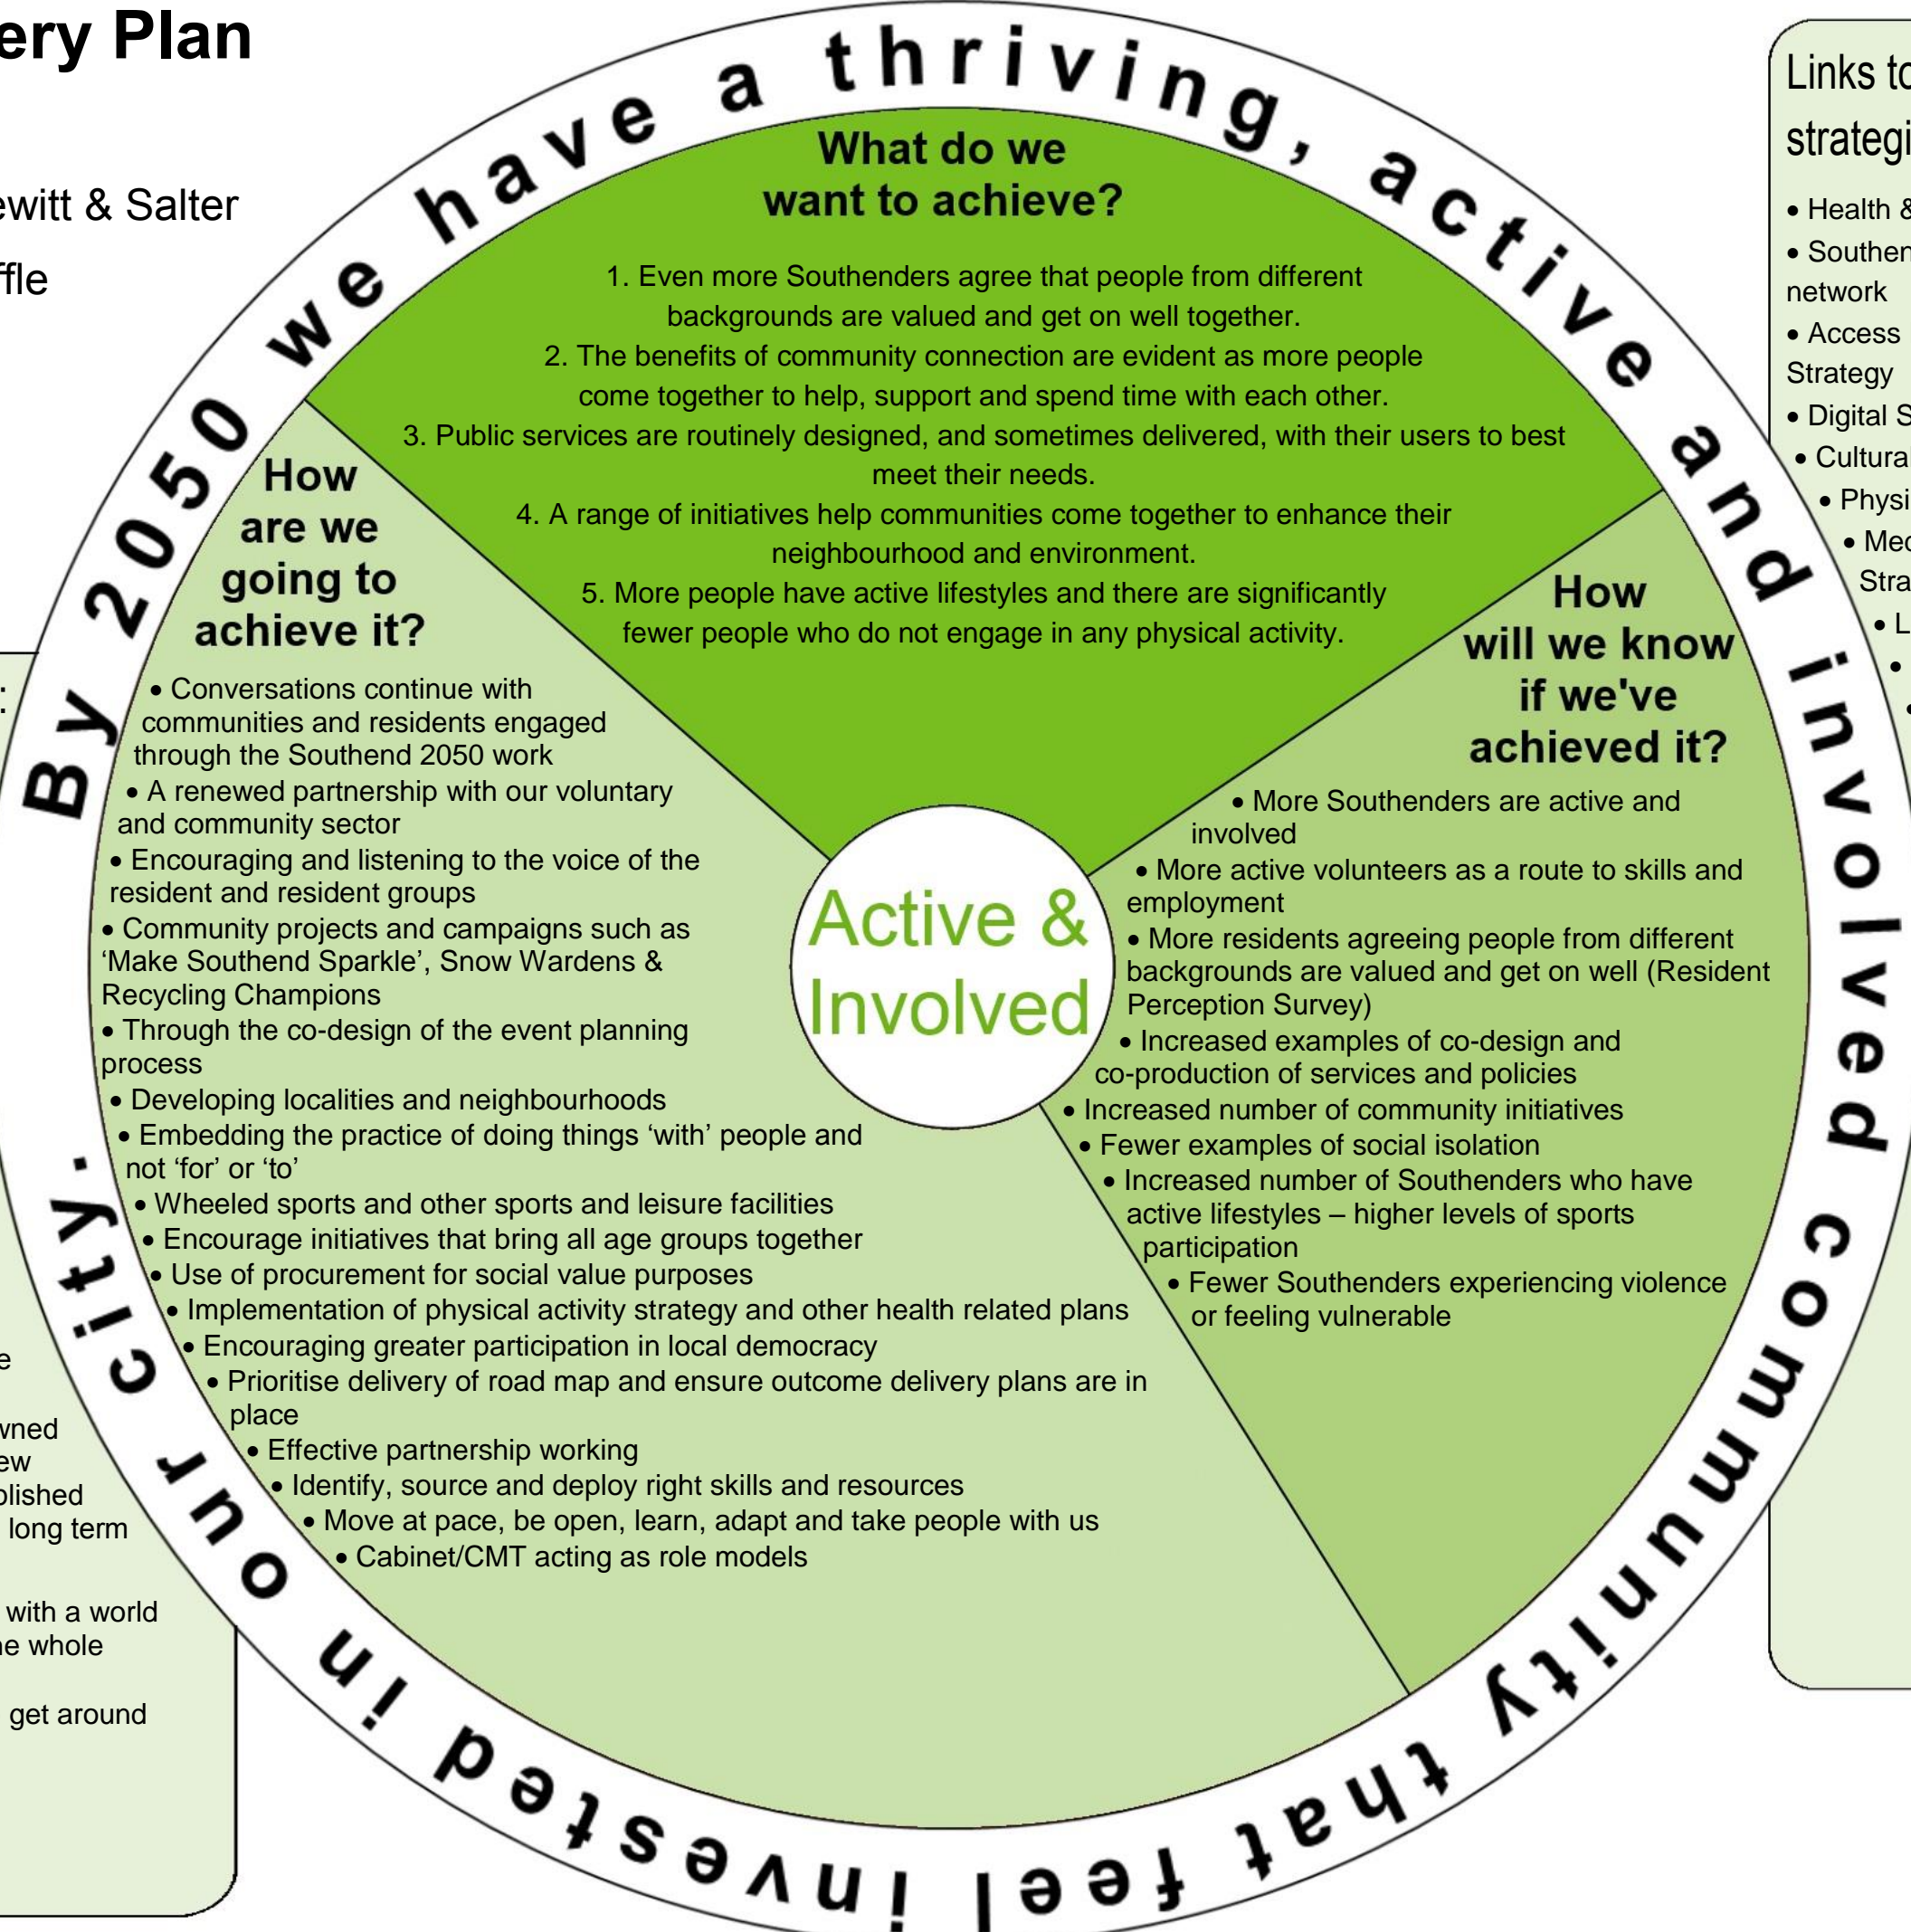 Plan
& Salter
By 2050 we have a thriving, active and involved community that feel invested in our city.
What do we
want to achieve?
1. Even more Southenders agree that people from different
backgrounds are valued and get on well together.
2. The benefits of community connection are evident as more people
come together to help, support and spend time with each other.
3. Public services are routinely designed, and sometimes delivered, with their users to best
meet their needs.
4. A range of initiatives help communities come together to enhance their
neighbourhood and environment.
5. More people have active lifestyles and there are significantly
fewer people who do not engage in any physical activity.
How
are we
going to
achieve it?
• Conversations continue with
communities and residents engaged
through the Southend 2050 work
• A renewed partnership with our voluntary
and community sector
• Encouraging and listening to the voice of the
resident and resident groups
• Community projects and campaigns such as
‘Make Southend Sparkle’, Snow Wardens &
Recycling Champions
• Through the co-design of the event planning
process
• Developing localities and neighbourhoods
• Embedding the practice of doing things ‘with’ people and
not ‘for’ or ‘to’
• Wheeled sports and other sports and leisure facilities
• Encourage initiatives that bring all age groups together
• Use of procurement for social value purposes
• Implementation of physical activity strategy and other health related plans
• Encouraging greater participation in local democracy
• Prioritise delivery of road map and ensure outcome delivery plans are in
place
• Effective partnership working
• Identify, source and deploy right skills and resources
• Move at pace, be open, learn, adapt and take people with us
• Cabinet/CMT acting as role models
Active &
Involved
How
will we know
if we've
achieved it?
• More Southenders are active and
involved
• More active volunteers as a route to skills and
employment
• More residents agreeing people from different
backgrounds are valued and get on well (Resident
Perception Survey)
• Increased examples of co-design and
co-production of services and policies
• Increased number of community initiatives
• Fewer examples of social isolation
• Increased number of Southenders who have
active lifestyles – higher levels of sports
participation
• Fewer Southenders experiencing violence
or feeling vulnerable
long term
with a world
whole
get around
Links
• Health &
network
• Access
Strategy
• Digital